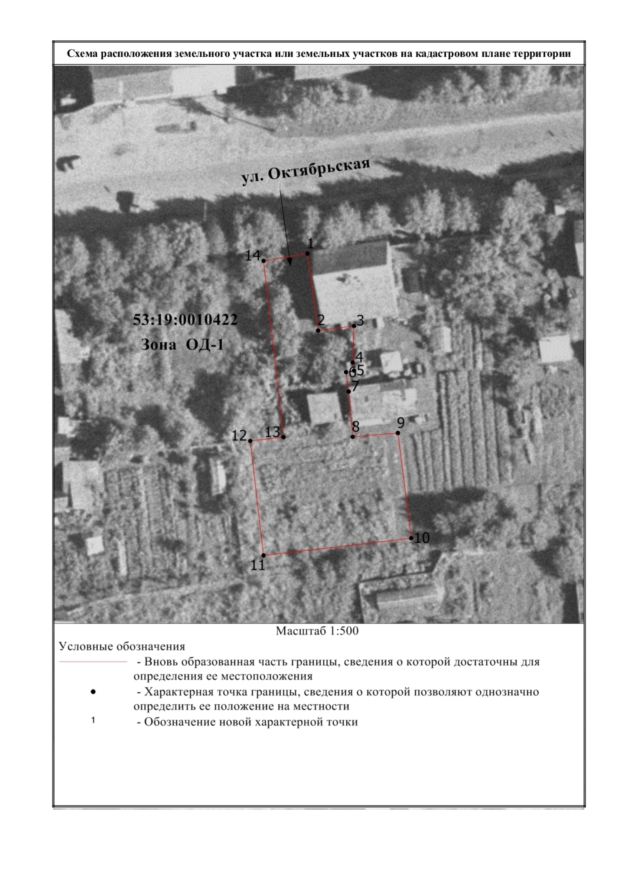 Схема расположения земельного участка или земельных участков на кадастровом плане территории
ул. Октябрьская
1
14
2
3
53:19:0010422
Зона ОД-1
4
6 5
7
8
9
13
12
10
11
Масштаб 1:500
Условные обозначения
- Вновь образованная часть границы, сведения о которой достаточны для
определения ее местоположения
- Характерная точка границы, сведения о которой позволяют однозначно
определить ее положение на местности
1 - Обозначение новой характерной точки